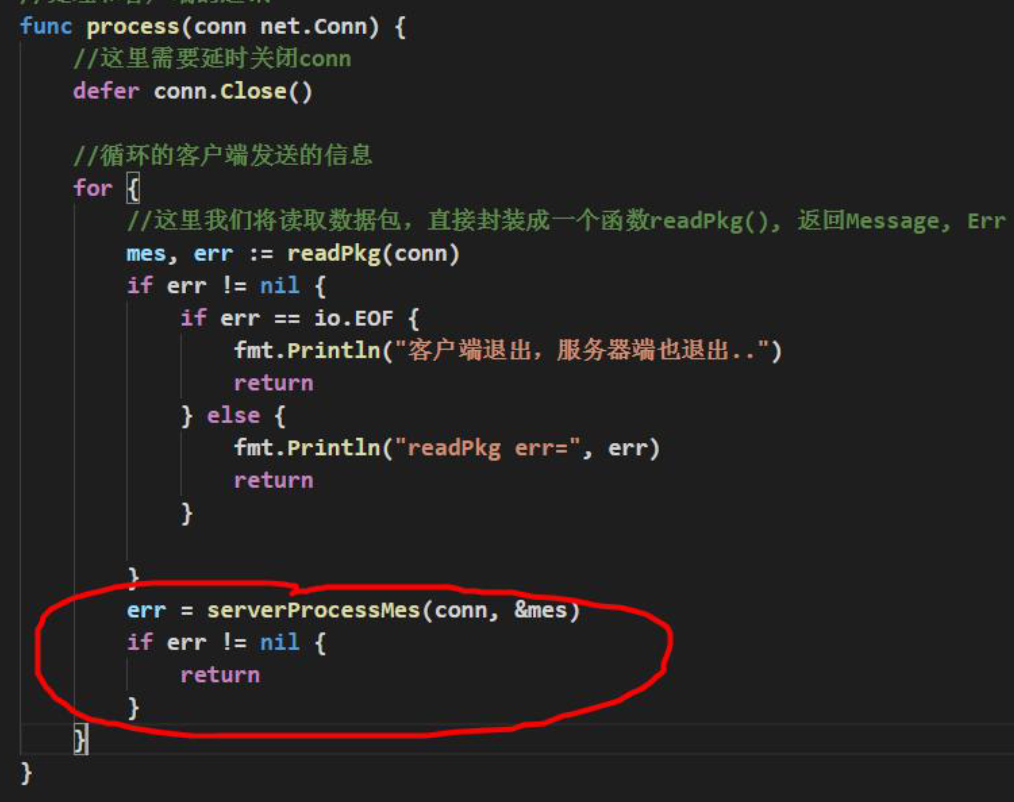 func process(conn net.Conn) {
//这里需要延时关闭conn
defer conn.Close()
//循环的客户端发送的信息
for {
//这里我们将读取数据包，直接封装成一个函数readPkg(), 返回Message, Err
mes, err := readPkg(conn)
if err != nil {
if err == io.EOF {
fmt.Println("客户端退出，服务器端也退出..")
return
} else {
fmt.Println("readPkg err=", err)
return
}
}
err = serverProcessMes(conn, &mes)
if err != nil {
return
}
}
}